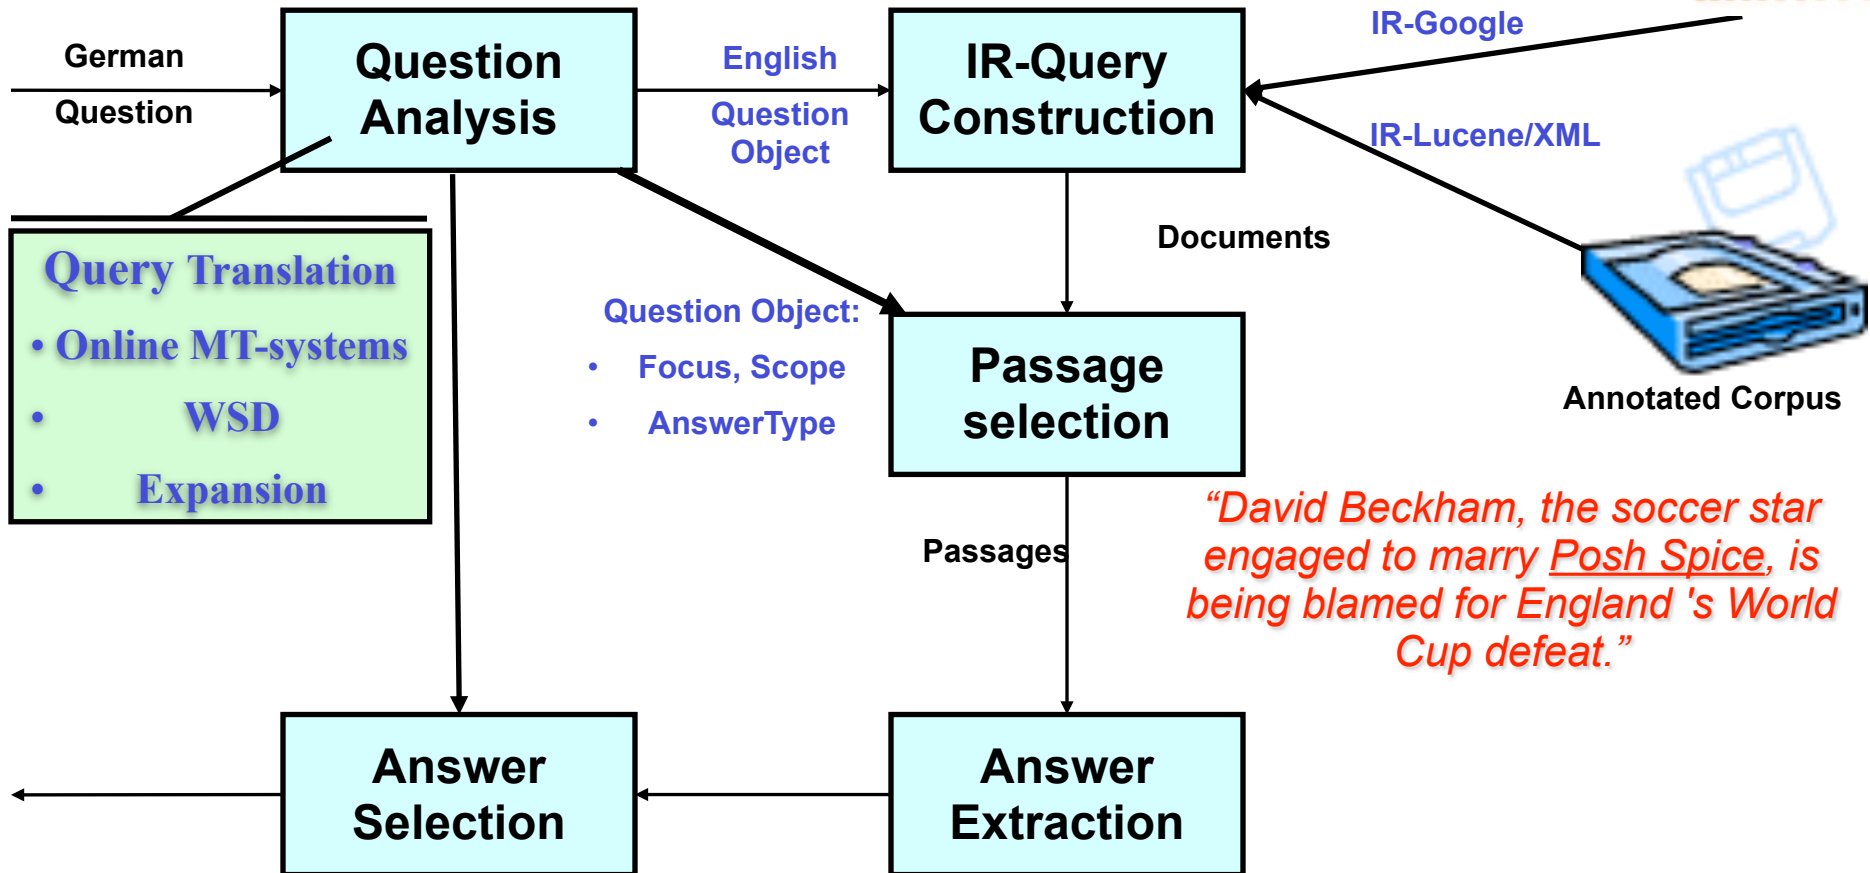 German
Question
Question
Analysis
English
Question
Object
IR-Query
Construction
IR-Google
IR-Lucene/XML
Documents
Annotated Corpus
Query Translation
• Online MT-systems
• WSD
• Expansion
Question Object:
• Focus, Scope
• AnswerType
Passage
selection
Passages
“David Beckham, the soccer star
engaged to marry Posh Spice, is
being blamed for England 's World
Cup defeat.”
Answer
Selection
Answer
Extraction